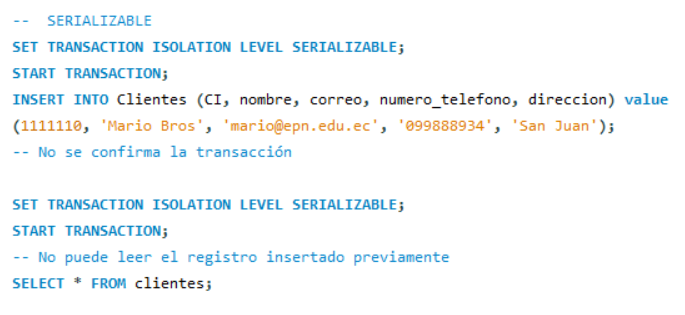 -- SERIALIZABLE
SET TRANSACTION ISOLATION LEVEL SERIALIZABLE;
START TRANSACTION;
INSERT INTO Clientes (CI, nombre, correo, numero_telefono, direccion) value
(1111110, 'Mario Bros', 'mario@epn.edu.ec', '099888934', 'San Juan');
-- No se confirma la transacción
SET TRANSACTION ISOLATION LEVEL SERIALIZABLE;
START TRANSACTION;
-- No puede leer el registro insertado previamente
SELECT * FROM clientes;